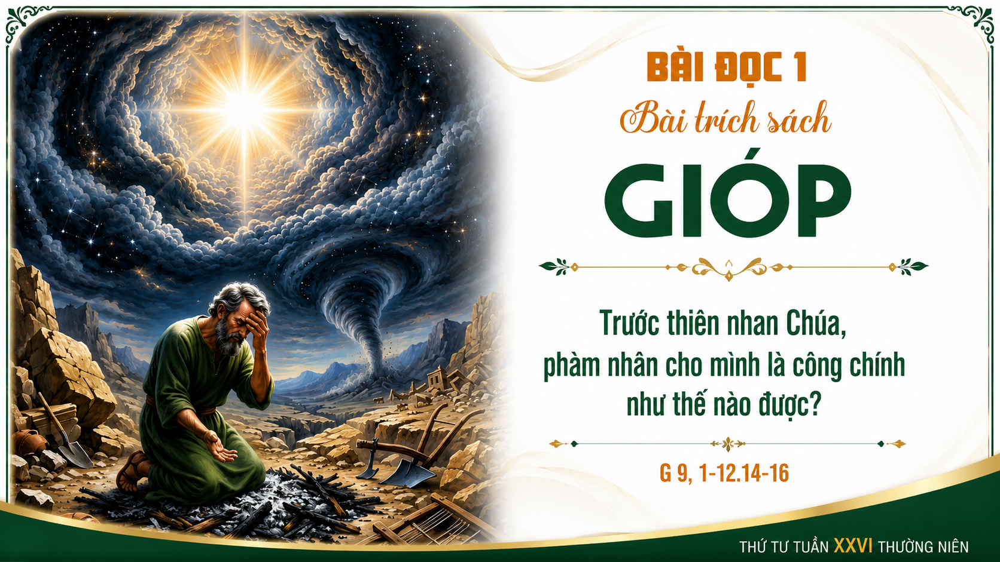 BÀI ĐỌC 1
Bài trích sách
GIÓP
Trước thiên nhan Chúa,
phàm nhân cho mình là công chính
như thế nào được?
G 9, 1-12.14-16
THỨ TƯ TUẦN XXVI THƯỜNG NIÊN